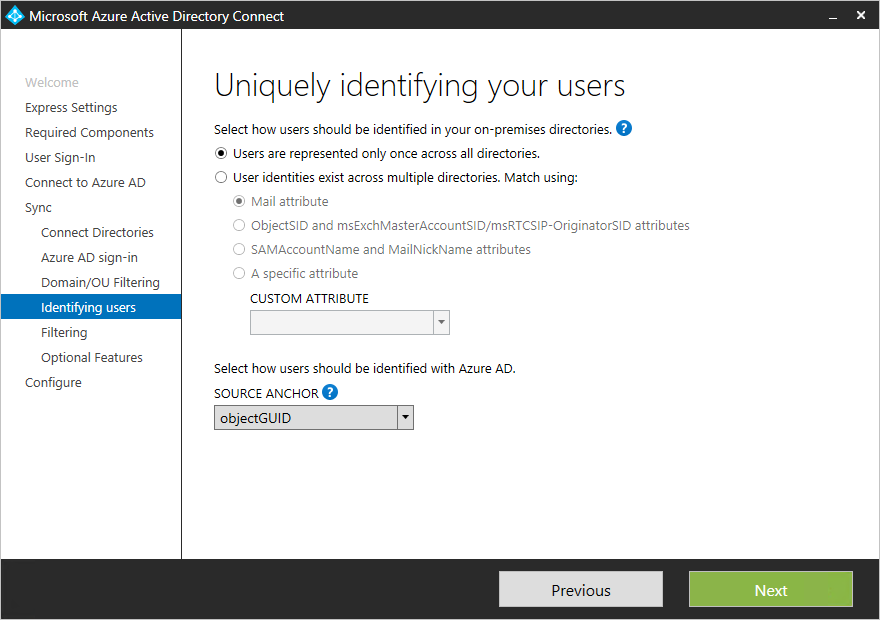 Microsoft Azure Active Directory Connect
Welcome
Express Settings
Required Components
User Sign-In
Connect to Azure AD
Sync
Connect Directories
Azure AD sign-in
Domain/OU Filtering
Identifying users
Filtering
Optional Features
Configure
Uniquely identifying your users
Select how users should be identified in your on-premises directories. ?
Users are represented only once across all directories.
User identities exist across multiple directories. Match using:
Mail attribute
ObjectSID and msExchMasterAccountSID/msRTCSIP-OriginatorSID attributes
SAMAccountName and MailNickName attributes
A specific attribute
CUSTOM ATTRIBUTE
Select how users should be identified with Azure AD.
SOURCE ANCHOR ?
objectGUID
Previous
Next